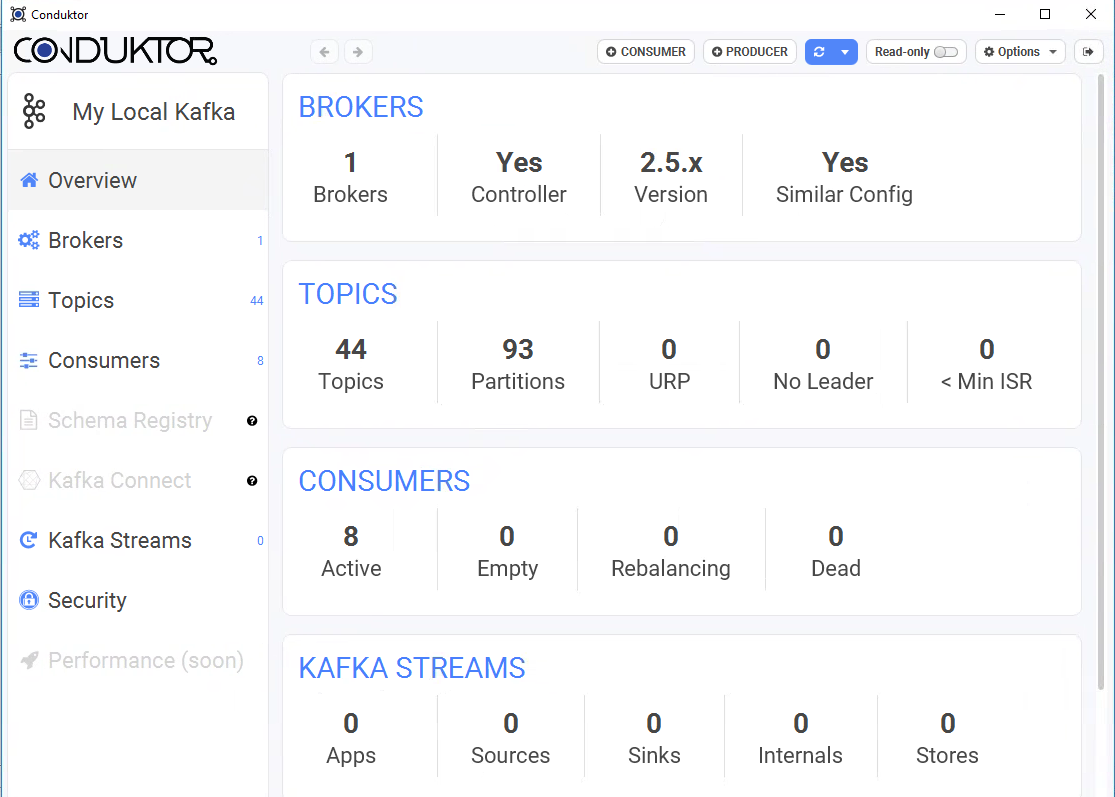 Conduktor
CONDUKTOR
CONSUMER
PRODUCER
Read-only
Options
My Local Kafka
Overview
Brokers 1
Topics 44
Consumers 8
Schema Registry ?
Kafka Connect ?
Kafka Streams 0
Security
Performance (soon)
BROKERS
1 Yes 2.5.x Yes
Brokers Controller Version Similar Config
TOPICS
44 93 0 0 0
Topics Partitions URP No Leader < Min ISR
CONSUMERS
8 0 0 0
Active Empty Rebalancing Dead
KAFKA STREAMS
0 0 0 0 0
Apps Sources Sinks Internals Stores